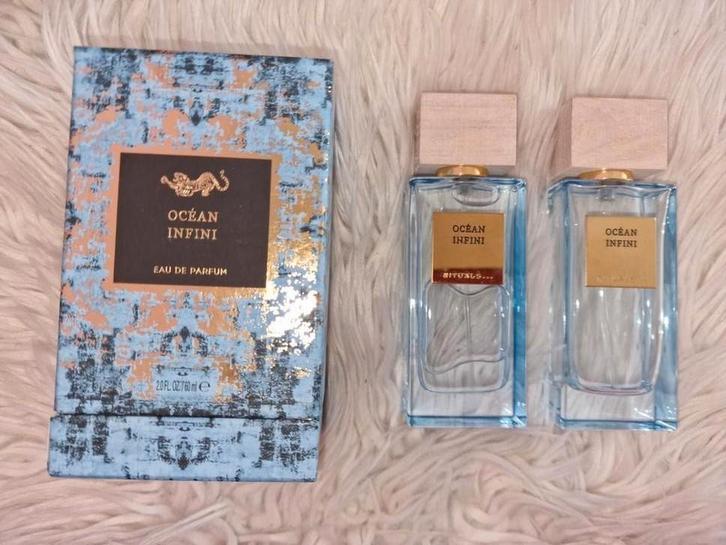 OCÉAN
INFINI
EAU DE PARFUM
2.0 FL.OZ./60 ml ℮
OCÉAN
INFINI
RITUALS...
OCÉAN
INFINI